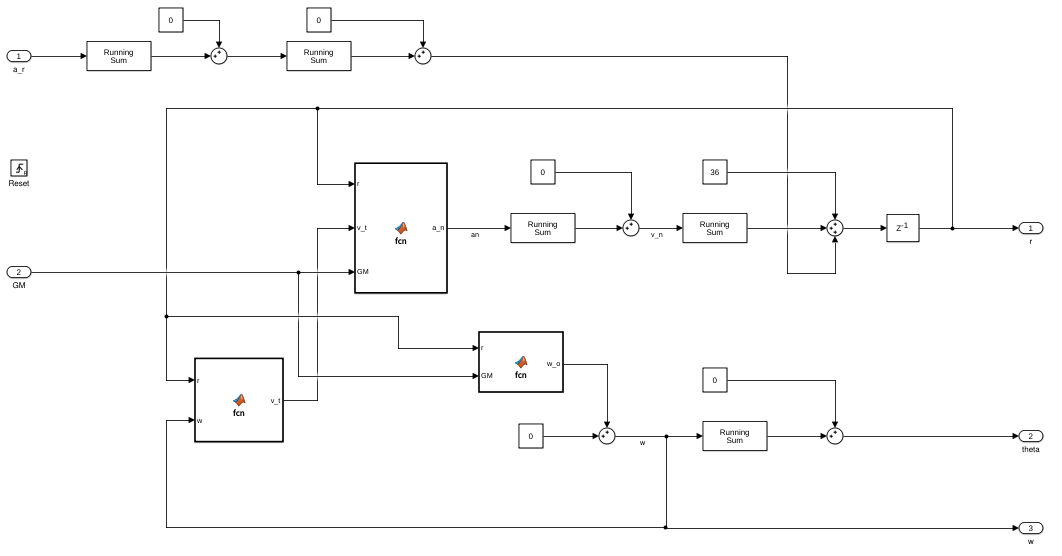 0
0
1
a_r
Running
Sum
Running
Sum
Reset
r
v_t
GM
fcn
a_n
an
0
Running
Sum
v_n
36
Running
Sum
Z-1
1
r
2
GM
r
w
fcn
v_t
r
GM
fcn
w_o
0
w
0
Running
Sum
2
theta
3
w